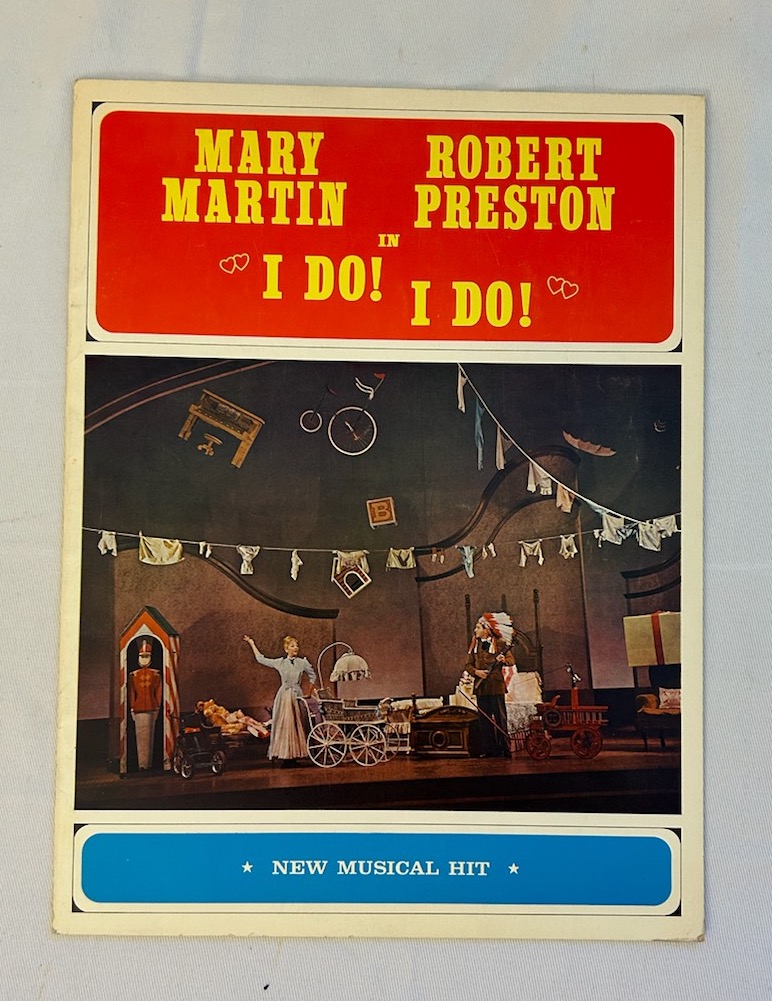 MARY
MARTIN
ROBERT
PRESTON
IN
I DO! I DO!
B
NEW MUSICAL HIT